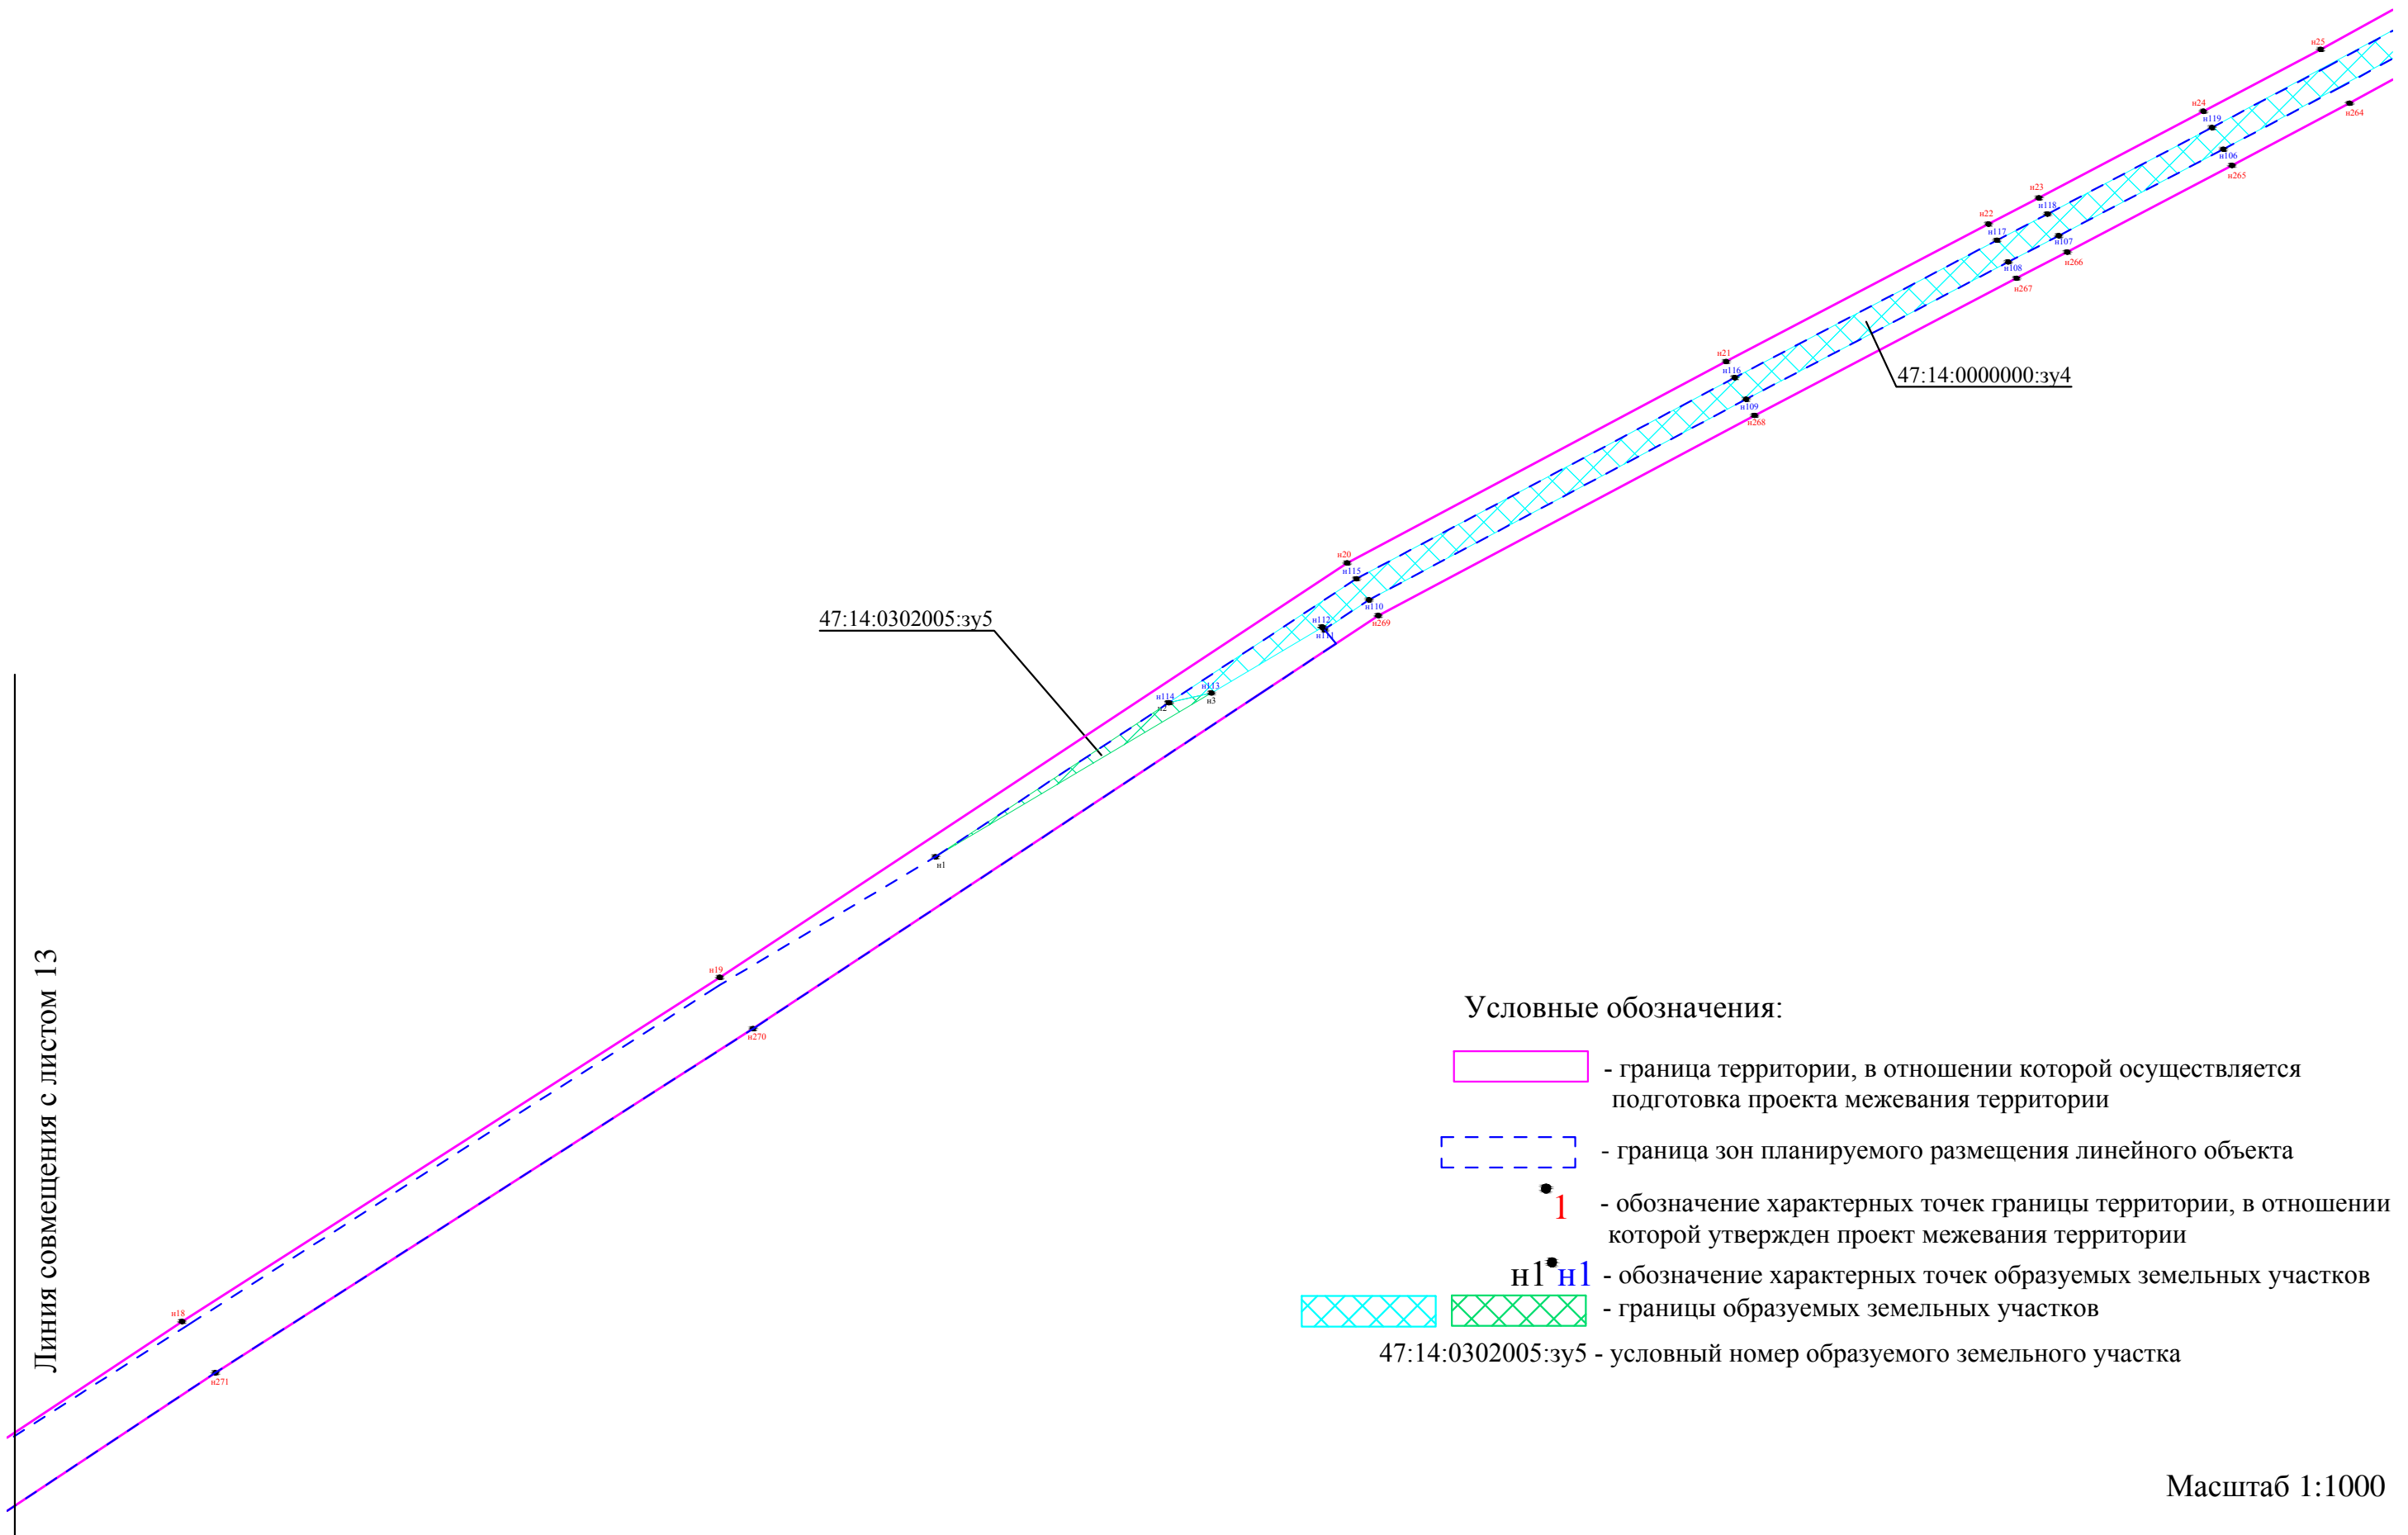 н25
н24
н119
н264
н106
н265
н23
н118
н22
н117
н107
н266
н108
н267
н21
н116
47:14:0000000:зу4
н109
н268
н20
н115
н110
47:14:0302005:зу5
н112
н111
н269
н113
н114
н2
н3
н1
н19
н270
н18
н271
Линия совмещения с листом 13
Условные обозначения:
- граница территории, в отношении которой осуществляется
подготовка проекта межевания территории
- граница зон планируемого размещения линейного объекта
1 - обозначение характерных точек границы территории, в отношении
которой утвержден проект межевания территории
н1 н1 - обозначение характерных точек образуемых земельных участков
- границы образуемых земельных участков
47:14:0302005:зу5 - условный номер образуемого земельного участка
Масштаб 1:1000